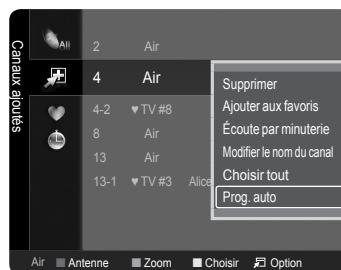 Canaux ajoutés
All
2 Air
4 Air
4-2 ♥ TV #8
8 Air
13 Air
13-1 ♥ TV #3 Alice
Supprimer
Ajouter aux favoris
Écoute par minuterie
Modifier le nom du canal
Choisir tout
Prog. auto
Air Antenne Zoom Choisir Option